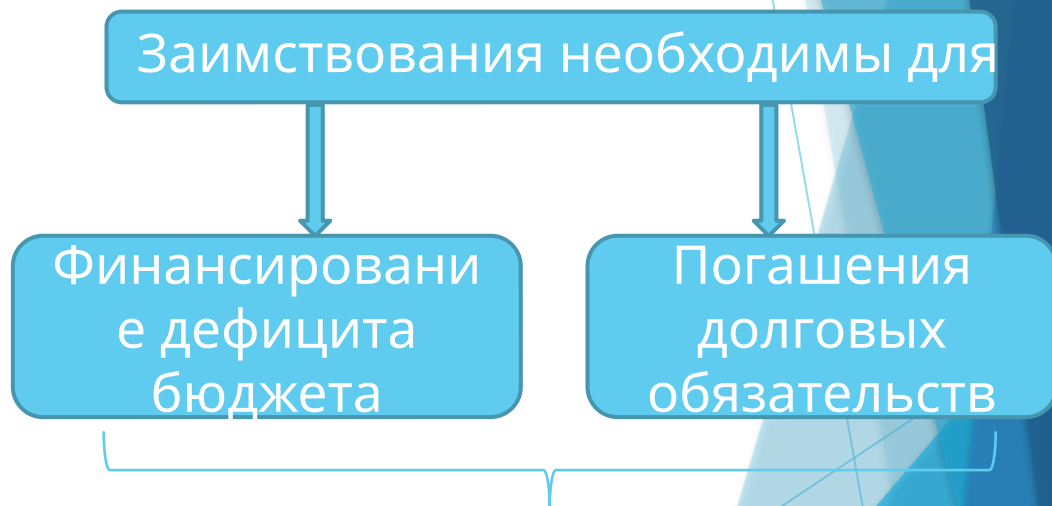 Заимствования необходимы для
Финансировани
е дефицита
бюджета
Погашения
долговых
обязательств